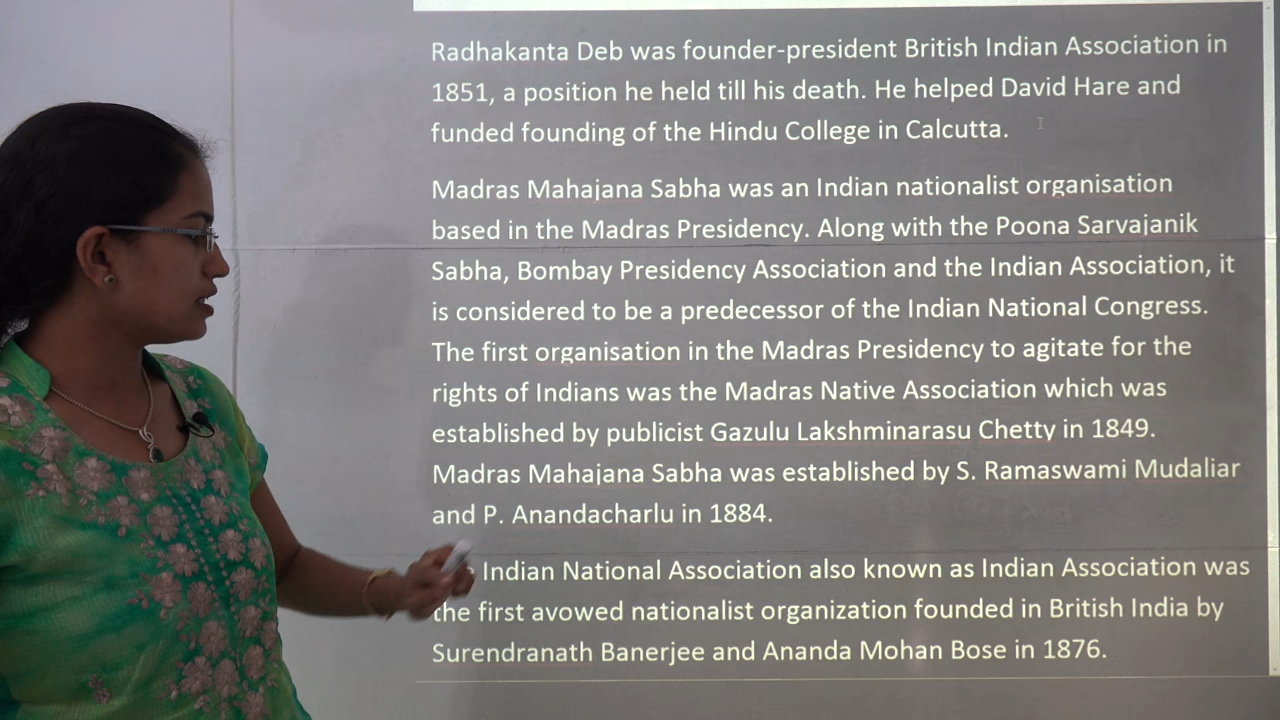 Radhakanta Deb was founder-president British Indian Association in
1851, a position he held till his death. He helped David Hare and
funded founding of the Hindu College in Calcutta.
Madras Mahajana Sabha was an Indian nationalist organisation
based in the Madras Presidency. Along with the Poona Sarvajanik
Sabha, Bombay Presidency Association and the Indian Association, it
is considered to be a predecessor of the Indian National Congress.
The first organisation in the Madras Presidency to agitate for the
rights of Indians was the Madras Native Association which was
established by publicist Gazulu Lakshminarasu Chetty in 1849.
Madras Mahajana Sabha was established by S. Ramaswami Mudaliar
and P. Anandacharlu in 1884.
Indian National Association also known as Indian Association was
the first avowed nationalist organization founded in British India by
Surendranath Banerjee and Ananda Mohan Bose in 1876.